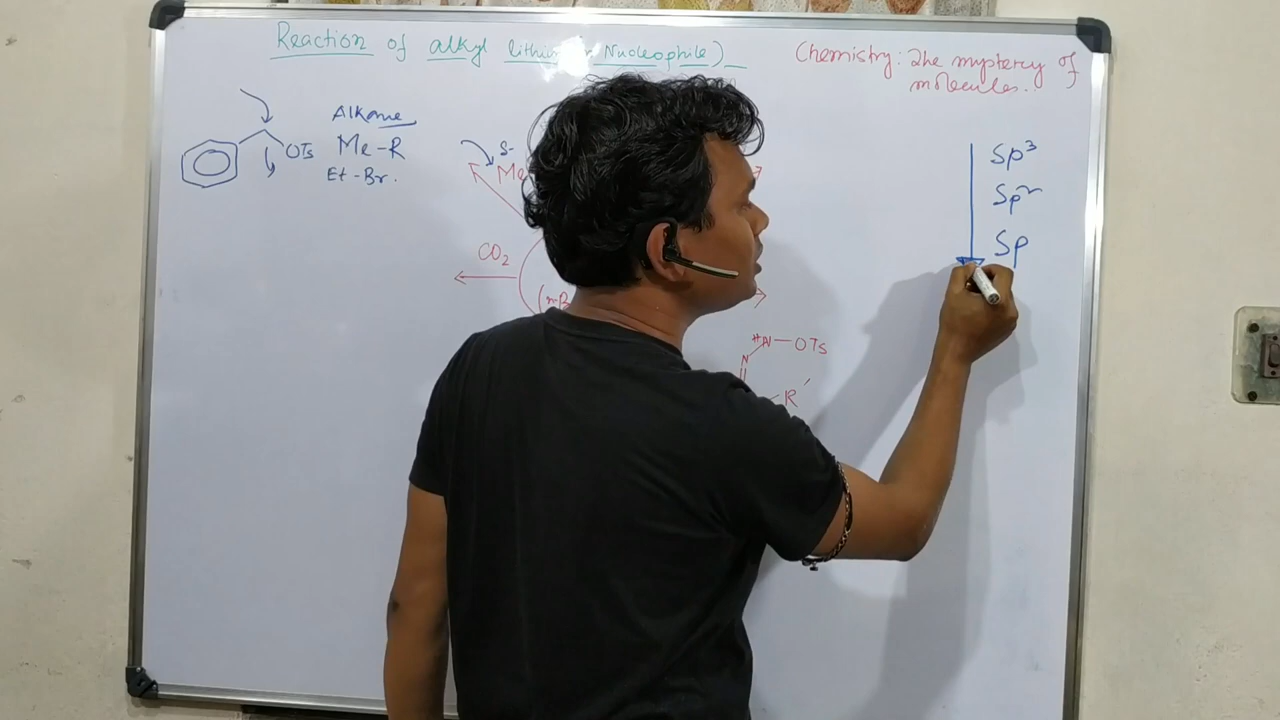 Reaction of alkyl lithium Nucleophile)
Chemistry: The mystery of
molecules.
Alkane
OTs Me-R
Et-Br.
δ-
Me
CO2
N-OTs
N
R'
Sp3
Sp2
Sp